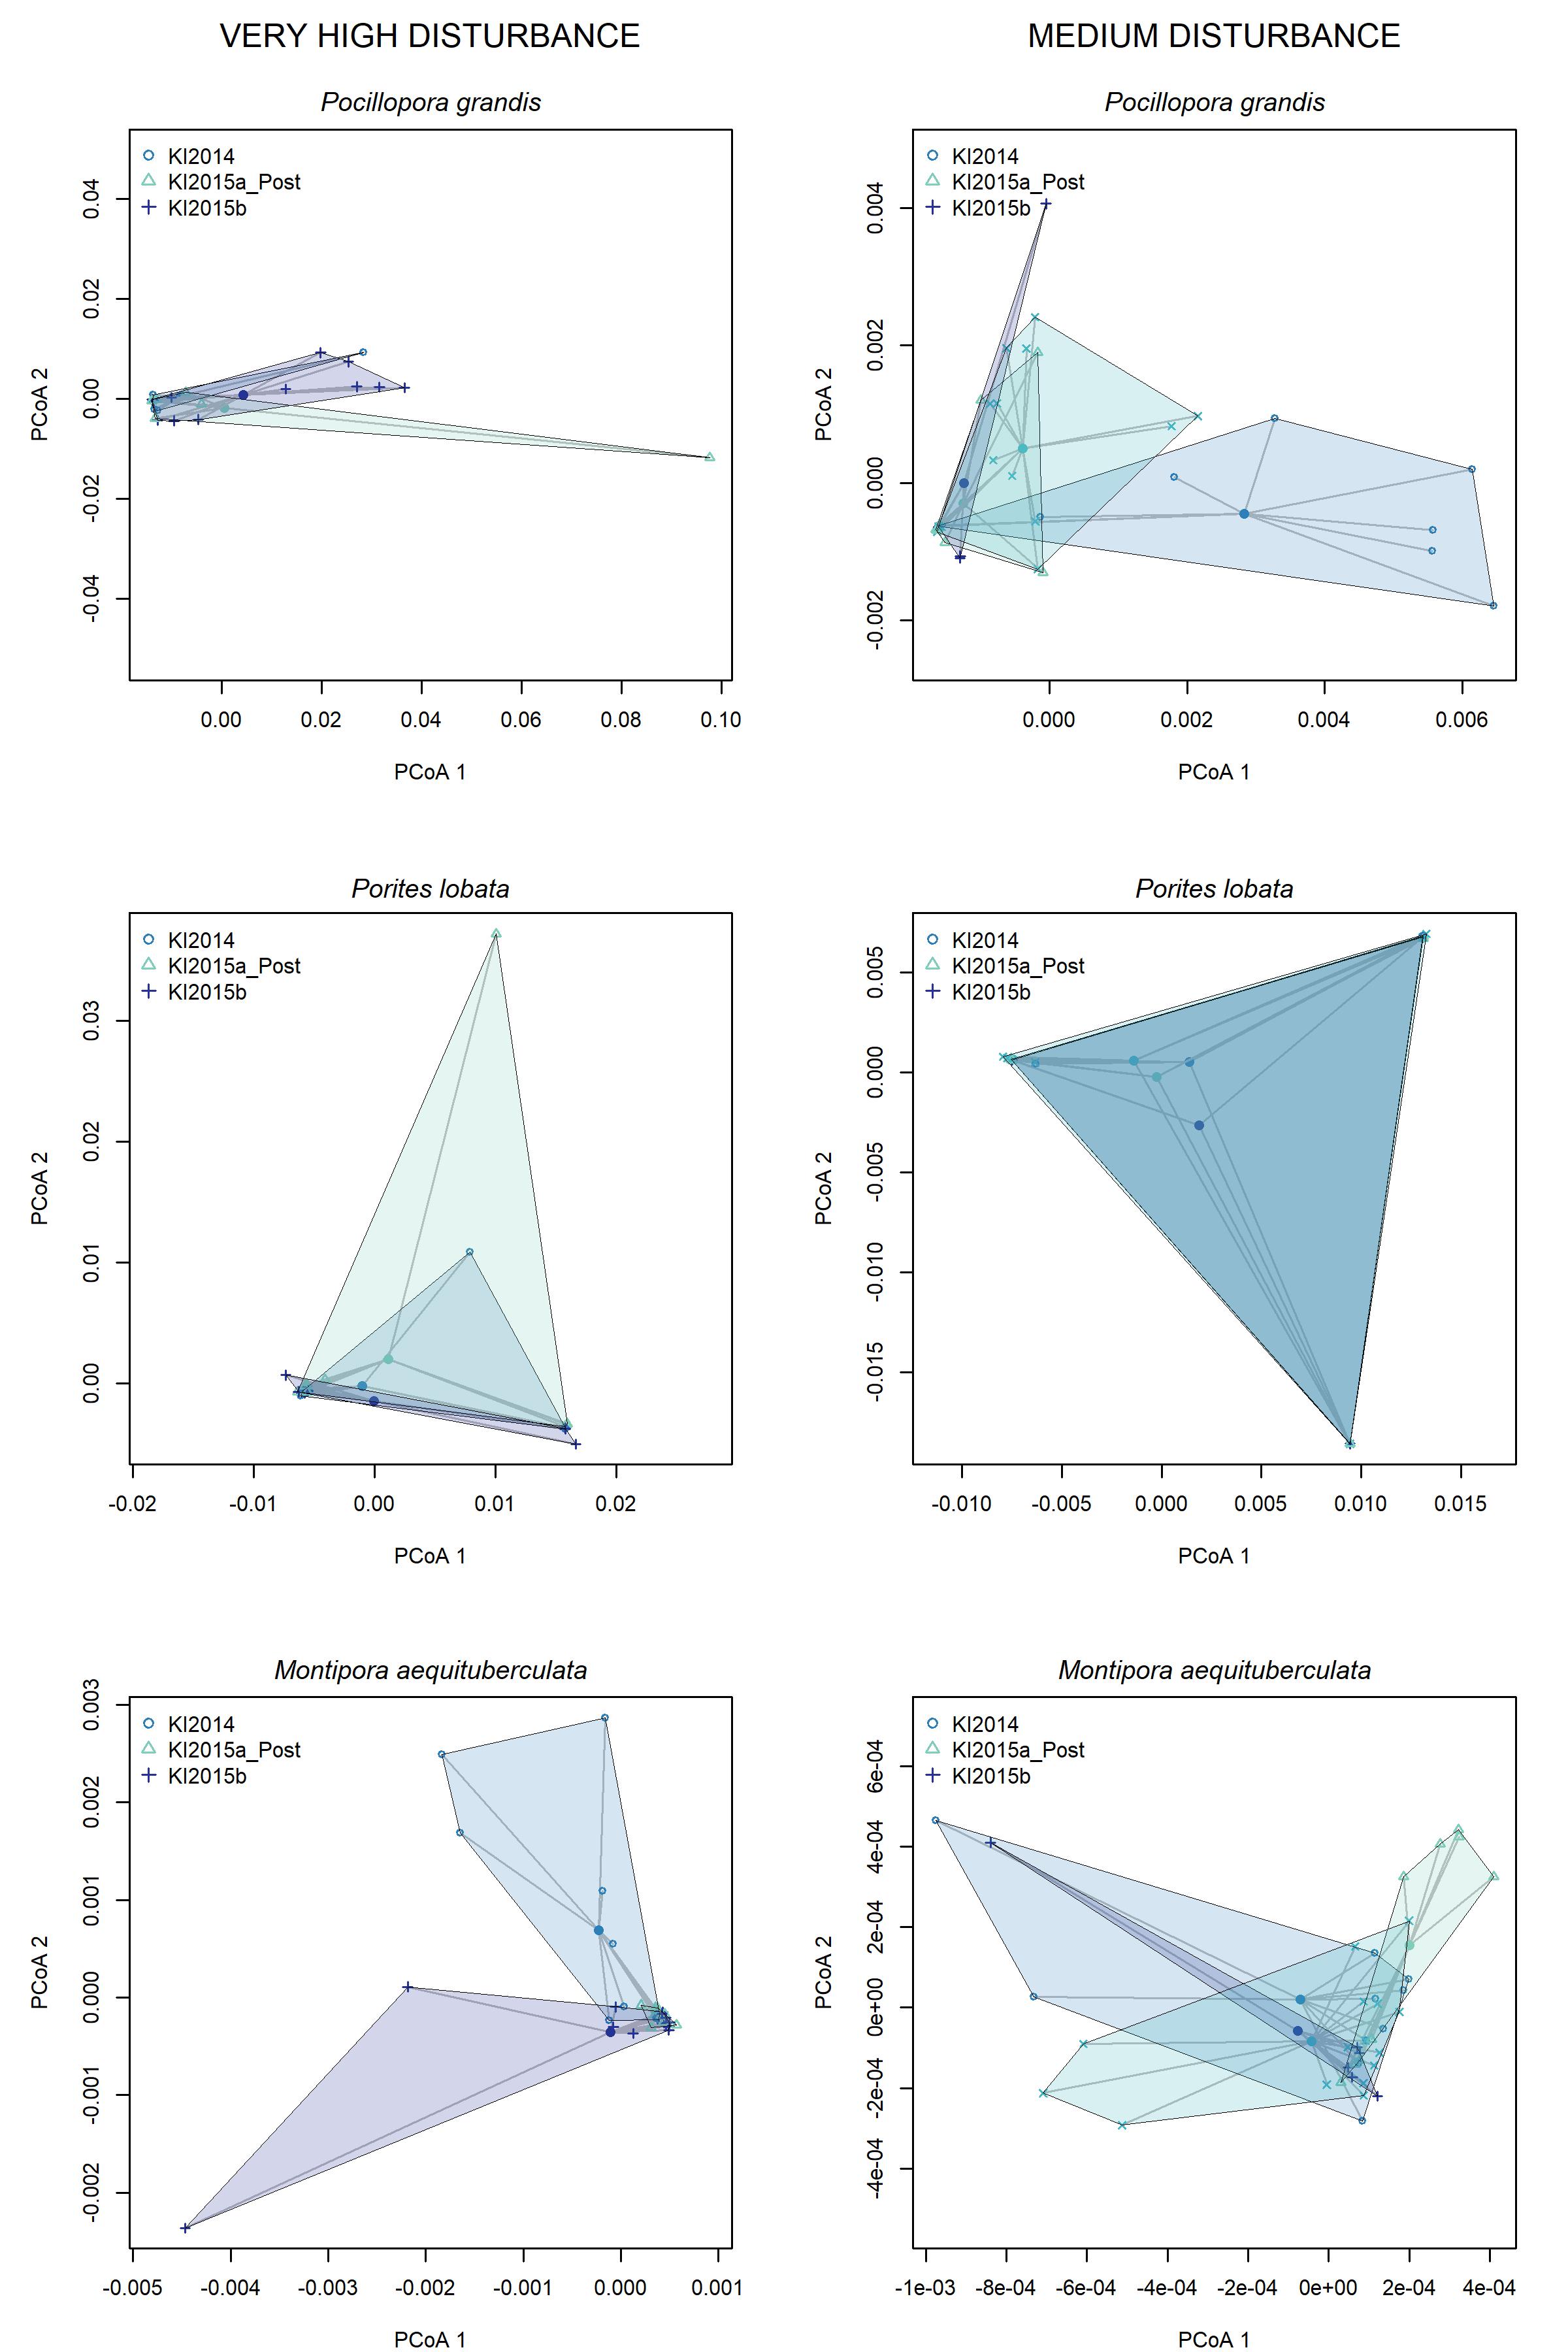 VERY HIGH DISTURBANCE
MEDIUM DISTURBANCE
Pocillopora grandis
KI2014
KI2015a_Post
KI2015b
0.04
0.02
0.00
-0.02
-0.04
PCoA 2
0.00 0.02 0.04 0.06 0.08 0.10
PCoA 1
Pocillopora grandis
KI2014
KI2015a_Post
KI2015b
0.004
0.002
0.000
-0.002
PCoA 2
0.000 0.002 0.004 0.006
PCoA 1
Porites lobata
KI2014
KI2015a_Post
KI2015b
0.03
0.02
0.01
0.00
PCoA 2
-0.02 -0.01 0.00 0.01 0.02
PCoA 1
Porites lobata
KI2014
KI2015a_Post
KI2015b
0.005
0.000
-0.005
-0.010
-0.015
PCoA 2
-0.010 -0.005 0.000 0.005 0.010 0.015
PCoA 1
Montipora aequituberculata
KI2014
KI2015a_Post
KI2015b
0.003
0.002
0.001
0.000
-0.001
-0.002
PCoA 2
-0.005 -0.004 -0.003 -0.002 -0.001 0.000 0.001
PCoA 1
Montipora aequituberculata
KI2014
KI2015a_Post
KI2015b
6e-04
4e-04
2e-04
0e+00
-2e-04
-4e-04
PCoA 2
-1e-03 -8e-04 -6e-04 -4e-04 -2e-04 0e+00 2e-04 4e-04
PCoA 1